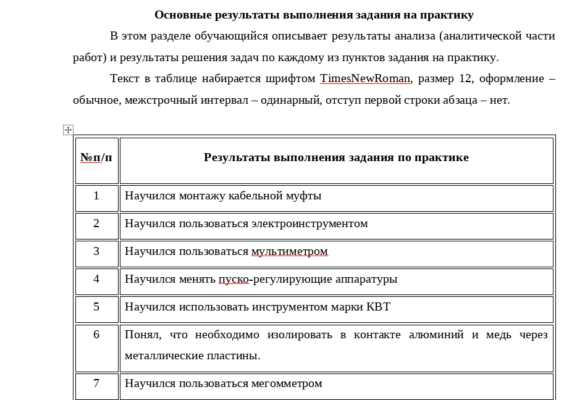 Основные результаты выполнения задания на практику
В этом разделе обучающийся описывает результаты анализа (аналитической части
работ) и результаты решения задач по каждому из пунктов задания на практику.
Текст в таблице набирается шрифтом TimesNewRoman, размер 12, оформление –
обычное, межстрочный интервал – одинарный, отступ первой строки абзаца – нет.
№п/п Результаты выполнения задания по практике
1 Научился монтажу кабельной муфты
2 Научился пользоваться электроинструментом
3 Научился пользоваться мультиметром
4 Научился менять пуско-регулирующие аппаратуры
5 Научился использовать инструментом марки КВТ
6 Понял, что необходимо изолировать в контакте алюминий и медь через
металлические пластины.
7 Научился пользоваться мегомметром